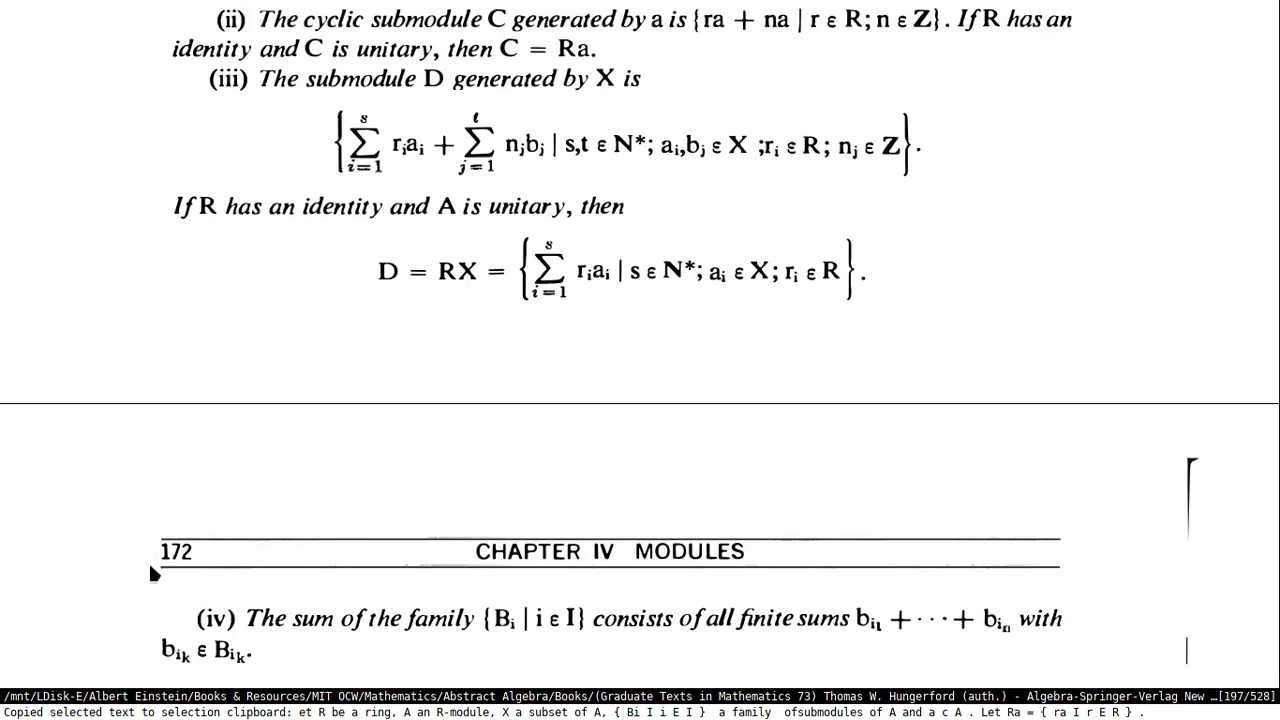 (ii) The cyclic submodule C generated by a is {ra + na | r ε R; n ε Z}. If R has an
identity and C is unitary, then C = Ra.
(iii) The submodule D generated by X is
{∑_{i=1}^{s} r_i a_i + ∑_{j=1}^{t} n_j b_j | s,t ε N*; a_i,b_j ε X ;r_i ε R; n_j ε Z}.
If R has an identity and A is unitary, then
D = RX = {∑_{i=1}^{s} r_i a_i | s ε N*; a_i ε X; r_i ε R}.
172 CHAPTER IV MODULES
(iv) The sum of the family {B_i | i ε I} consists of all finite sums b_{i_1} + ··· + b_{i_n} with
b_{i_k} ε B_{i_k}.
/mnt/LDisk-E/Albert Einstein/Books & Resources/MIT OCW/Mathematics/Abstract Algebra/Books/(Graduate Texts in Mathematics 73) Thomas W. Hungerford (auth.) - Algebra-Springer-Verlag New …[197/528]
Copied selected text to selection clipboard: et R be a ring, A an R-module, X a subset of A, { Bi I i E I } a family ofsubmodules of A and a c A . Let Ra = { ra I r E R } .